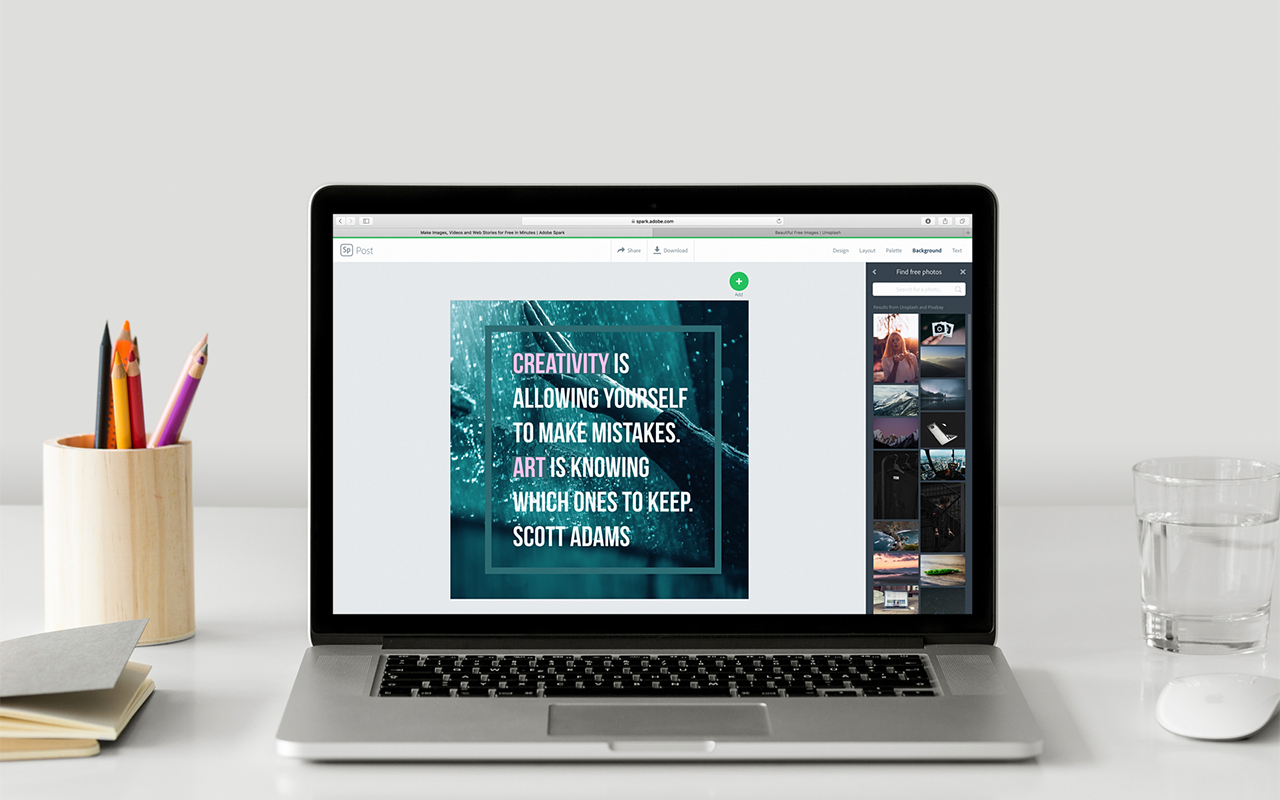 spark.adobe.com
Make Images, Videos and Web Stories for Free in Minutes | Adobe Spark
Beautiful Free Images | Unsplash
Sp Post
Share
Download
Design
Layout
Palette
Background
Text
Find free photos
Search for a photo...
Results from Unsplash and Pixabay
Add
CREATIVITY IS
ALLOWING YOURSELF
TO MAKE MISTAKES.
ART IS KNOWING
WHICH ONES TO KEEP.
SCOTT ADAMS